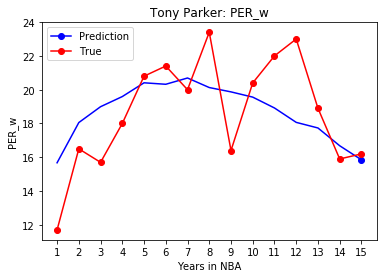 Tony Parker: PER_w
Prediction
True
PER_w
24
22
20
18
16
14
12
1 2 3 4 5 6 7 8 9 10 11 12 13 14 15
Years in NBA